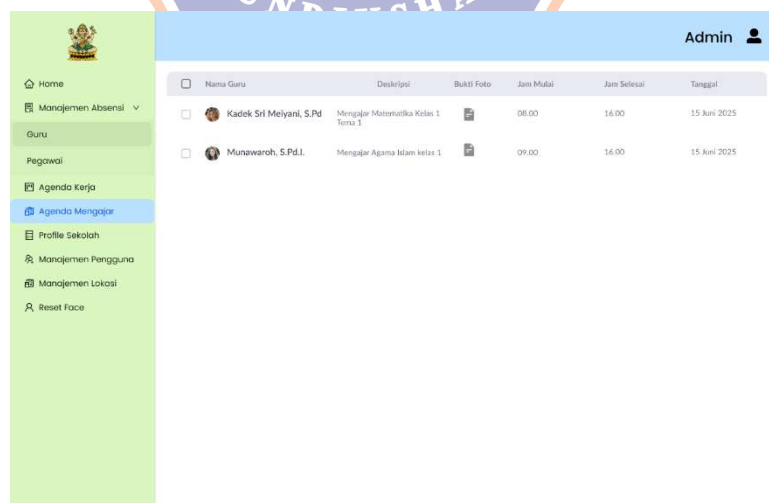 UNDIKSHA
Admin
Home
Manajemen Absensi
Guru
Pegawai
Agenda Kerja
Agenda Mengajar
Profile Sekolah
Manajemen Pengguna
Manajemen Lokasi
Reset Face
Nama Guru Deskripsi Bukti Foto Jam Mulai Jam Selesai Tanggal
Kadek Sri Meiyani, S.Pd Mengajar Matematika Kelas 1 08.00 16.00 15 Juni 2025
Tema 1
Munawaroh, S.Pd.I. Mengajar Agama Islam kelas 1 09.00 16.00 15 Juni 2025